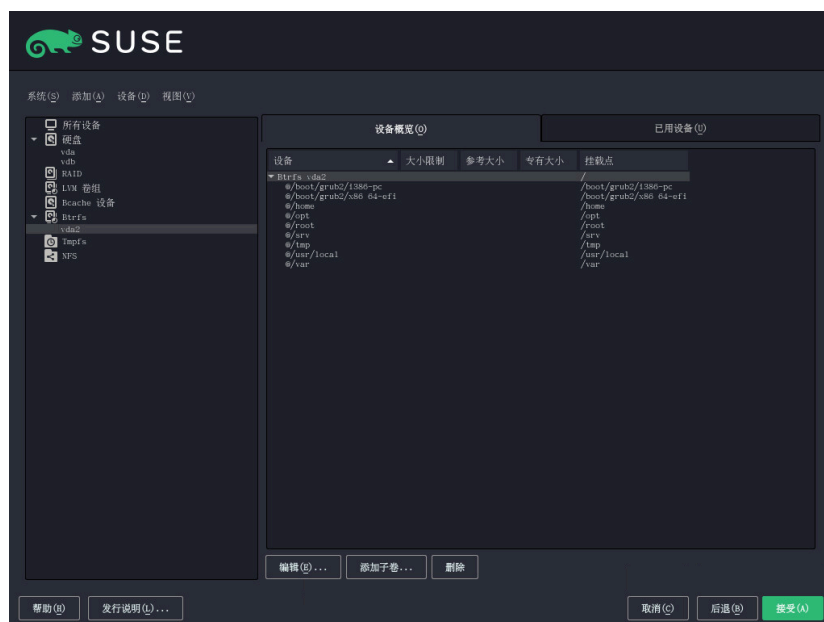 SUSE
系统(S) 添加(A) 设备(D) 视图(V)
所有设备
硬盘
vda
vdb
RAID
LVM 卷组
Bcache 设备
Btrfs
vda2
Tmpfs
NFS
设备概览(O) 已用设备(U)
设备 大小限制 参考大小 专有大小 挂载点
Btrfs vda2 /
@/boot/grub2/i386-pc /boot/grub2/i386-pc
@/boot/grub2/x86_64-efi /boot/grub2/x86_64-efi
@/home /home
@/opt /opt
@/root /root
@/srv /srv
@/tmp /tmp
@/usr/local /usr/local
@/var /var
编辑(E)... 添加子卷... 删除
帮助(H) 发行说明(L)... 取消(C) 后退(B) 接受(A)